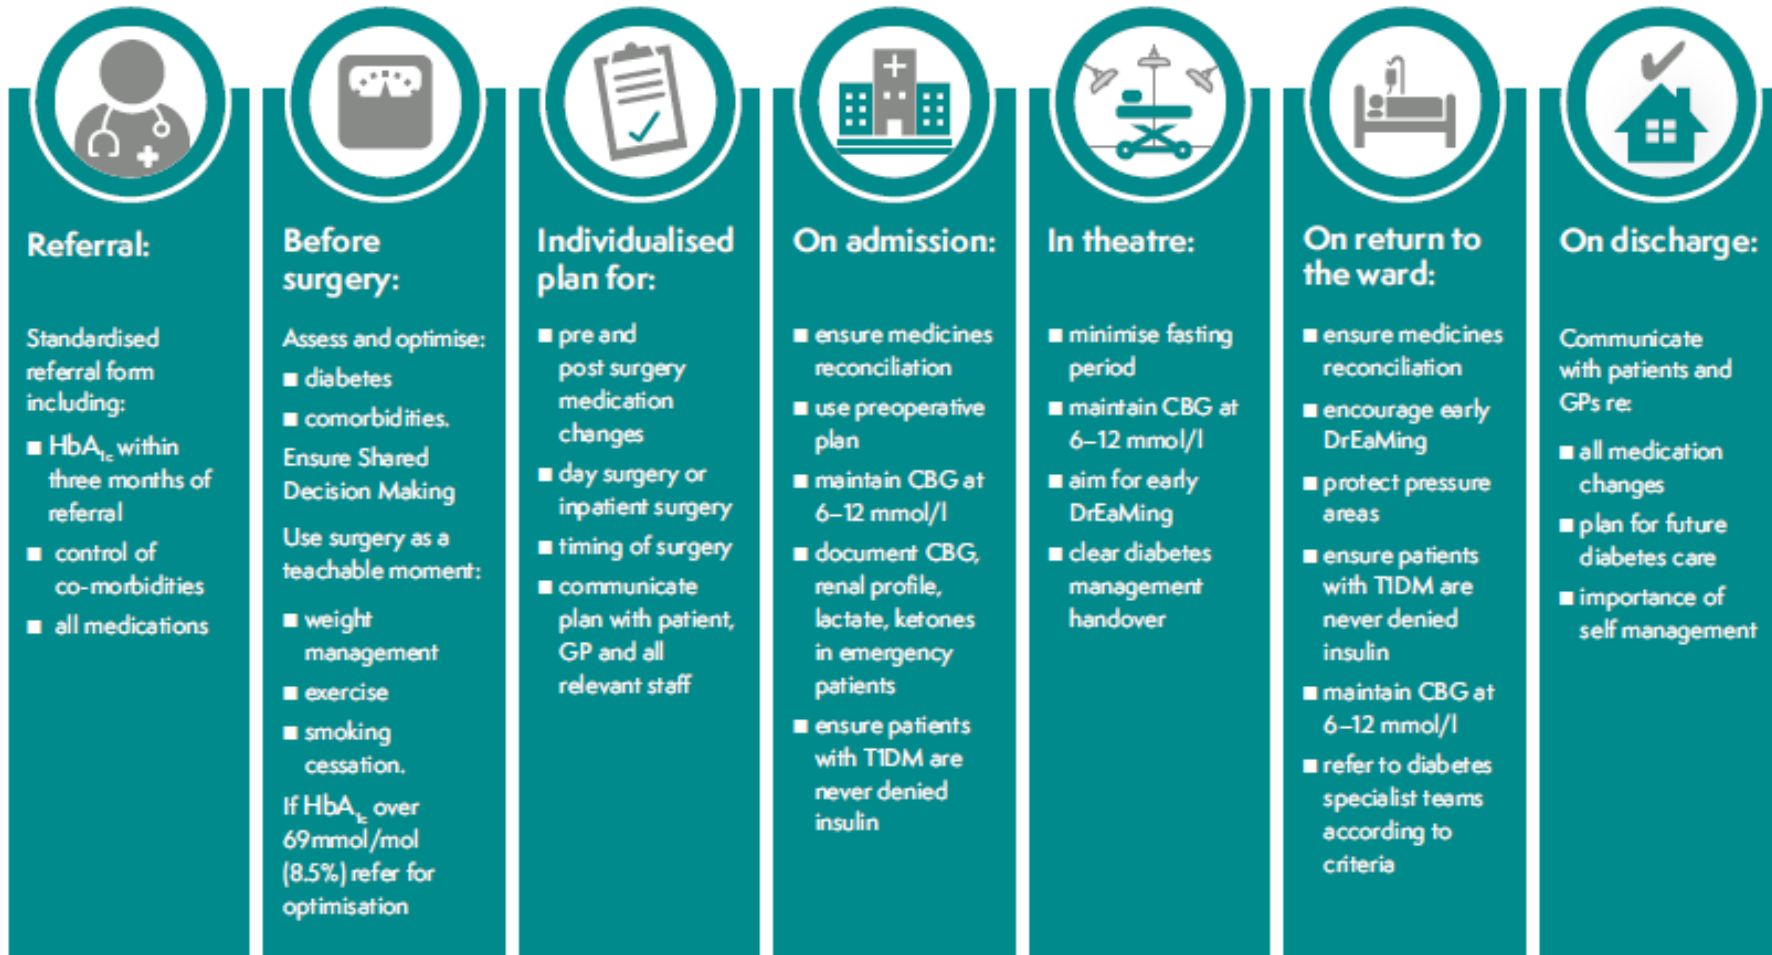 Referral:
Standardised
referral form
including:
■ HbA1c within
three months of
referral
■ control of
co-morbidities
■ all medications
Before
surgery:
Assess and optimise:
■ diabetes
■ comorbidities.
Ensure Shared
Decision Making
Use surgery as a
teachable moment:
■ weight
management
■ exercise
■ smoking
cessation.
If HbA1c over
69mmol/mol
(8.5%) refer for
optimisation
Individualised
plan for:
■ pre and
post surgery
medication
changes
■ day surgery or
inpatient surgery
■ timing of surgery
■ communicate
plan with patient,
GP and all
relevant staff
On admission:
■ ensure medicines
reconciliation
■ use preoperative
plan
■ maintain CBG at
6–12 mmol/l
■ document CBG,
renal profile,
lactate, ketones
in emergency
patients
■ ensure patients
with T1DM are
never denied
insulin
In theatre:
■ minimise fasting
period
■ maintain CBG at
6–12 mmol/l
■ aim for early
DrEaMing
■ clear diabetes
management
handover
On return to
the ward:
■ ensure medicines
reconciliation
■ encourage early
DrEaMing
■ protect pressure
areas
■ ensure patients
with T1DM are
never denied
insulin
■ maintain CBG at
6–12 mmol/l
■ refer to diabetes
specialist teams
according to
criteria
On discharge:
Communicate
with patients and
GPs re:
■ all medication
changes
■ plan for future
diabetes care
■ importance of
self management